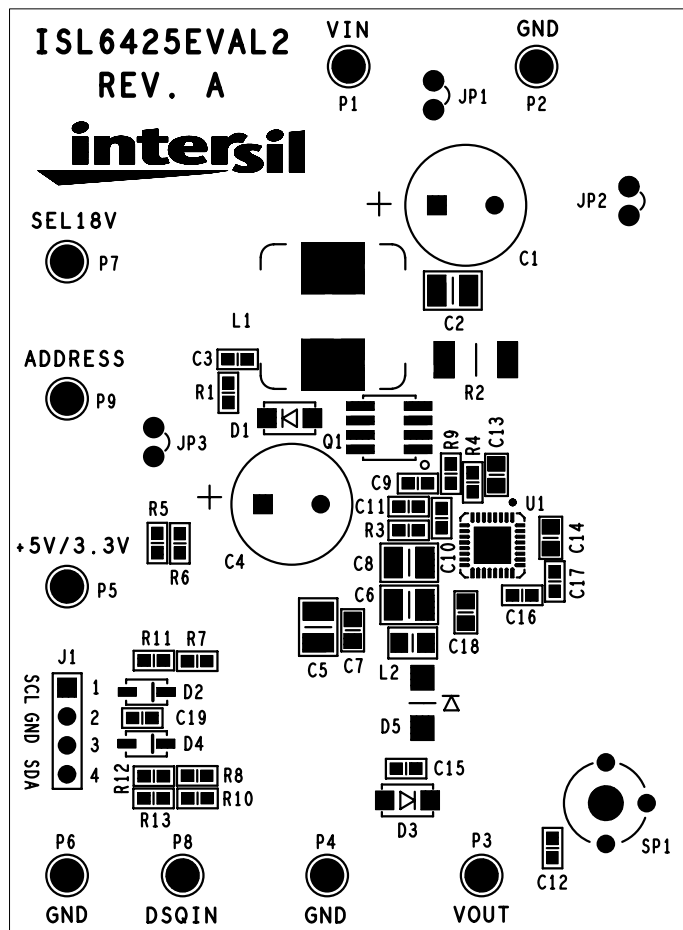 ISL6425EVAL2
REV. A
intersil
VIN
P1
GND
P2
JP1
JP2
SEL18V
P7
C1
C2
L1
C3
R1
R2
ADDRESS
P9
D1
Q1
JP3
C4
C9
R9
R4
C13
C11
R3
C10
U1
C14
R5
R6
+5V/3.3V
P5
C8
C6
C17
C16
C18
C5
C7
L2
J1
R11
R7
SCL GND SDA
1
2
3
4
D2
C19
D4
D5
R12
R8
R13
R10
C15
D3
SP1
C12
P6
GND
P8
DSQIN
P4
GND
P3
VOUT